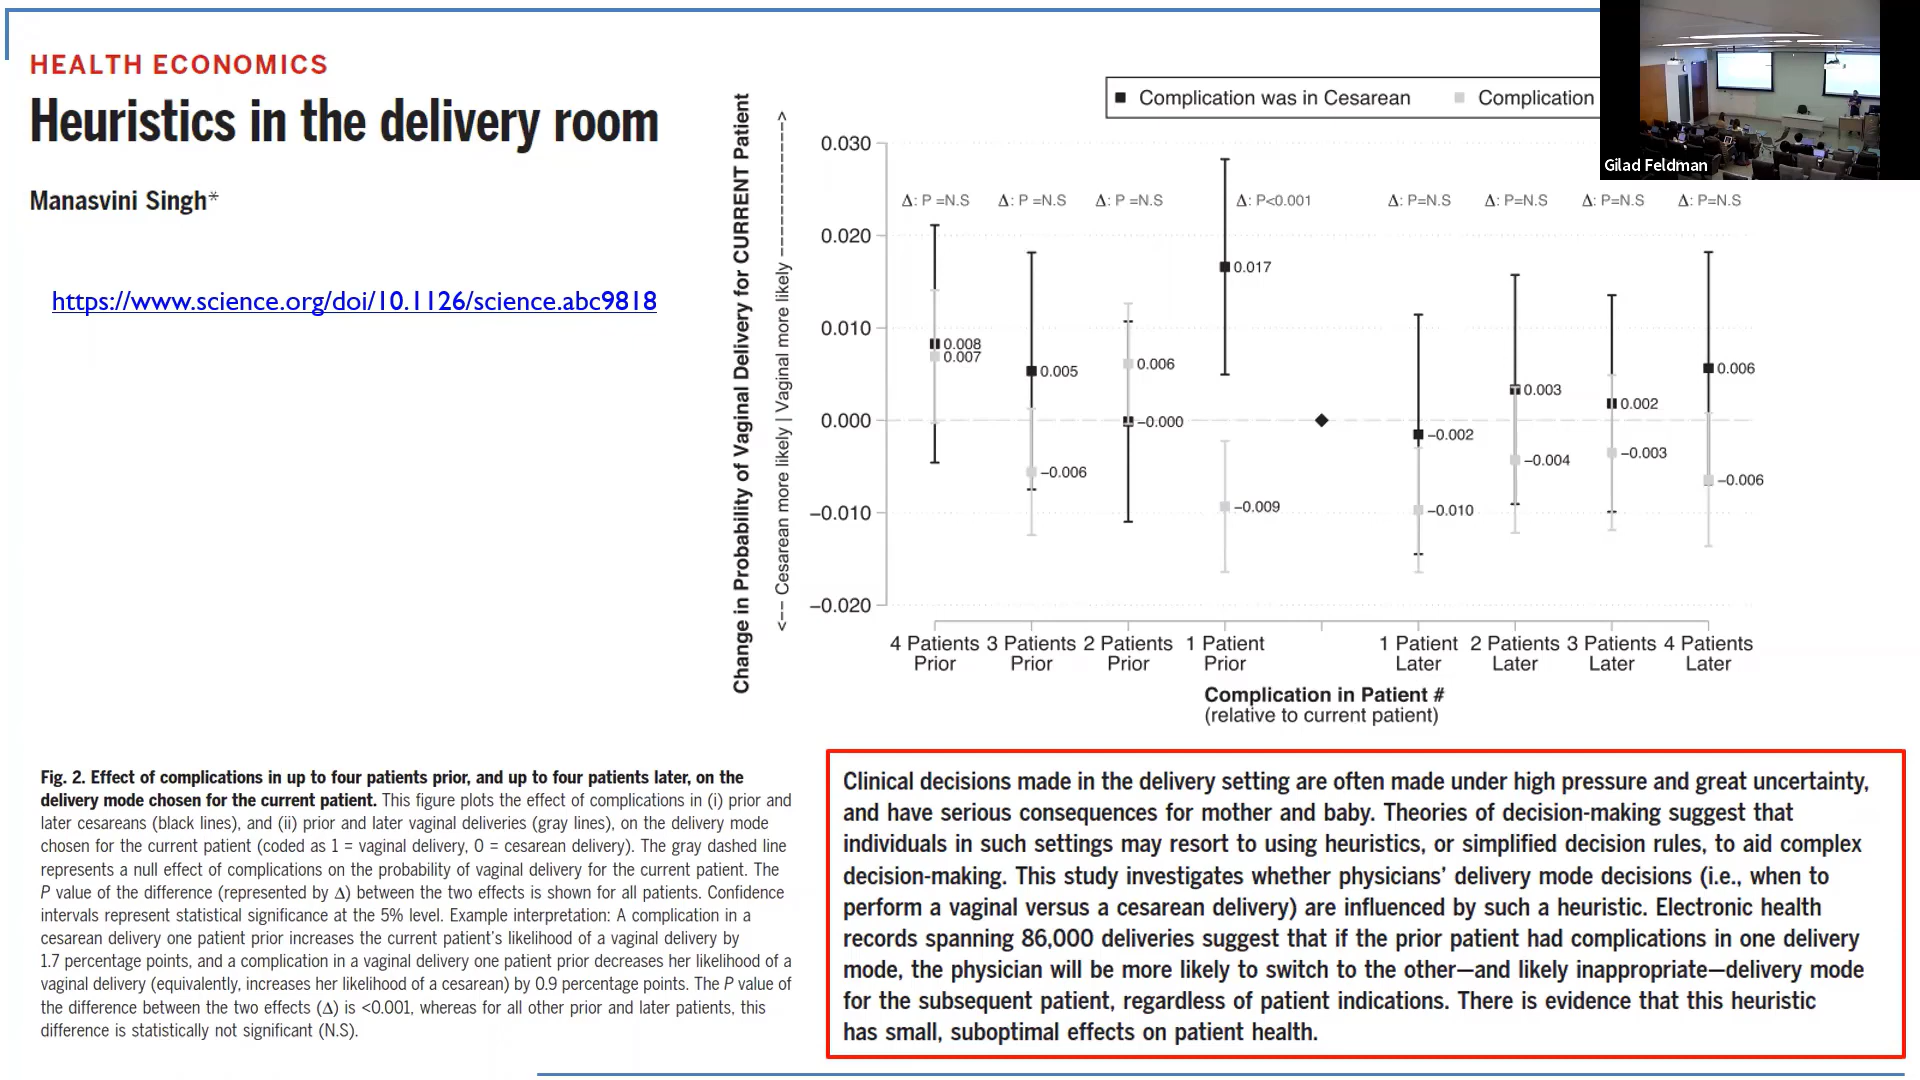 HEALTH ECONOMICS
Heuristics in the delivery room
Manasvini Singh*
https://www.science.org/doi/10.1126/science.abc9818
Gilad Feldman
Complication was in Cesarean
Complication
Change in Probability of Vaginal Delivery for CURRENT Patient
<--- Cesarean more likely | Vaginal more likely ------------->
0.030
0.020
0.010
0.000
−0.010
−0.020
Δ: P =N.S Δ: P =N.S Δ: P =N.S Δ: P<0.001 Δ: P=N.S Δ: P=N.S Δ: P=N.S Δ: P=N.S
0.008
0.007
0.005
−0.006
0.006
−0.000
0.017
−0.009
−0.002
−0.010
0.003
−0.004
0.002
−0.003
0.006
−0.006
4 Patients 3 Patients 2 Patients 1 Patient 1 Patient 2 Patients 3 Patients 4 Patients
Prior Prior Prior Prior Later Later Later Later
Complication in Patient #
(relative to current patient)
Fig. 2. Effect of complications in up to four patients prior, and up to four patients later, on the
delivery mode chosen for the current patient. This figure plots the effect of complications in (i) prior and
later cesareans (black lines), and (ii) prior and later vaginal deliveries (gray lines), on the delivery mode
chosen for the current patient (coded as 1 = vaginal delivery, 0 = cesarean delivery). The gray dashed line
represents a null effect of complications on the probability of vaginal delivery for the current patient. The
P value of the difference (represented by Δ) between the two effects is shown for all patients. Confidence
intervals represent statistical significance at the 5% level. Example interpretation: A complication in a
cesarean delivery one patient prior increases the current patient's likelihood of a vaginal delivery by
1.7 percentage points, and a complication in a vaginal delivery one patient prior decreases her likelihood of a
vaginal delivery (equivalently, increases her likelihood of a cesarean) by 0.9 percentage points. The P value of
the difference between the two effects (Δ) is <0.001, whereas for all other prior and later patients, this
difference is statistically not significant (N.S).
Clinical decisions made in the delivery setting are often made under high pressure and great uncertainty,
and have serious consequences for mother and baby. Theories of decision-making suggest that
individuals in such settings may resort to using heuristics, or simplified decision rules, to aid complex
decision-making. This study investigates whether physicians' delivery mode decisions (i.e., when to
perform a vaginal versus a cesarean delivery) are influenced by such a heuristic. Electronic health
records spanning 86,000 deliveries suggest that if the prior patient had complications in one delivery
mode, the physician will be more likely to switch to the other—and likely inappropriate—delivery mode
for the subsequent patient, regardless of patient indications. There is evidence that this heuristic
has small, suboptimal effects on patient health.